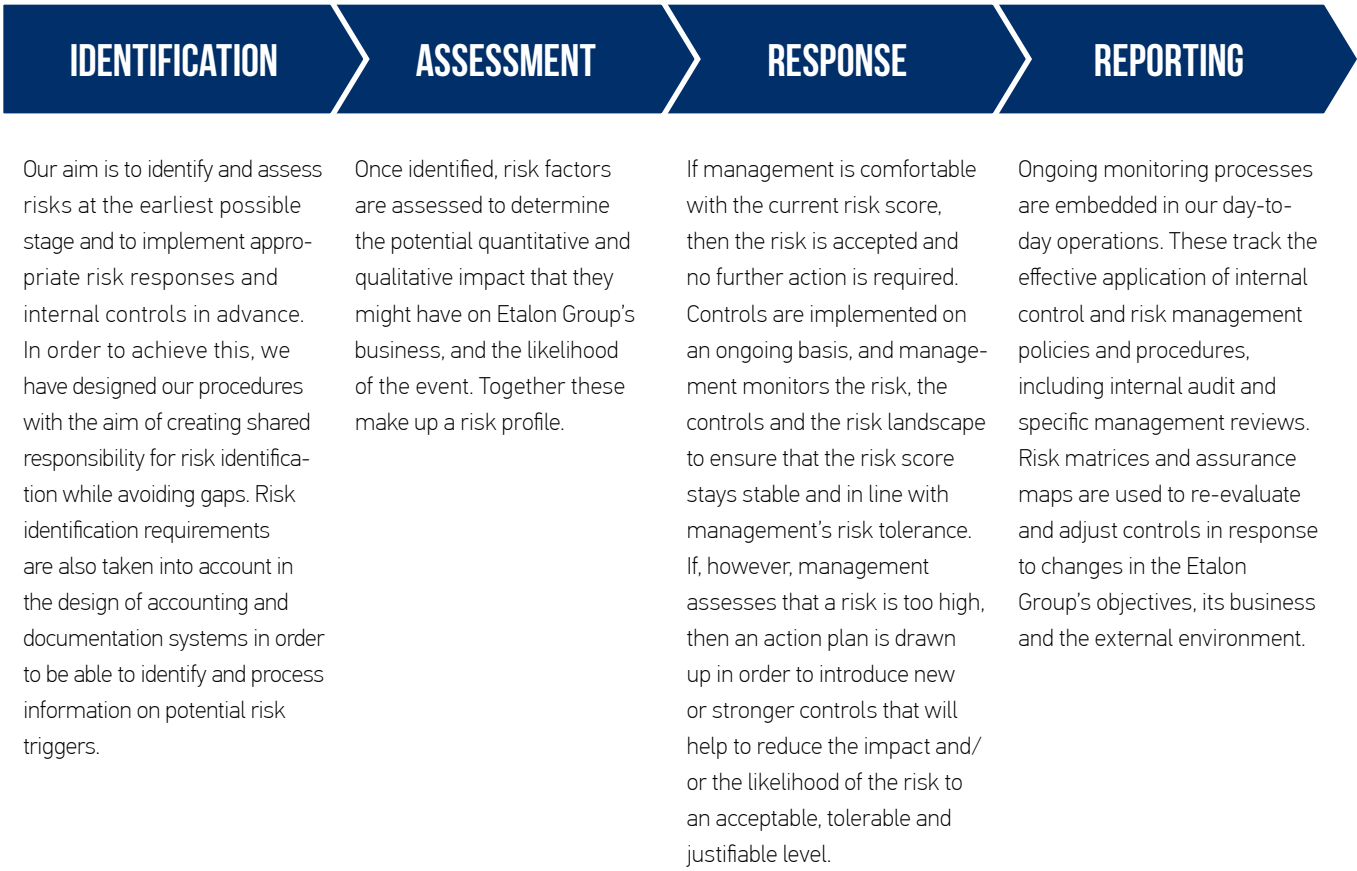 IDENTIFICATION
Our aim is to identify and assess
risks at the earliest possible
stage and to implement appro-
priate risk responses and
internal controls in advance.
In order to achieve this, we
have designed our procedures
with the aim of creating shared
responsibility for risk identifica-
tion while avoiding gaps. Risk
identification requirements
are also taken into account in
the design of accounting and
documentation systems in order
to be able to identify and process
information on potential risk
triggers.
ASSESSMENT
Once identified, risk factors
are assessed to determine
the potential quantitative and
qualitative impact that they
might have on Etalon Group's
business, and the likelihood
of the event. Together these
make up a risk profile.
RESPONSE
If management is comfortable
with the current risk score,
then the risk is accepted and
no further action is required.
Controls are implemented on
an ongoing basis, and manage-
ment monitors the risk, the
controls and the risk landscape
to ensure that the risk score
stays stable and in line with
management's risk tolerance.
If, however, management
assesses that a risk is too high,
then an action plan is drawn
up in order to introduce new
or stronger controls that will
help to reduce the impact and/
or the likelihood of the risk to
an acceptable, tolerable and
justifiable level.
REPORTING
Ongoing monitoring processes
are embedded in our day-to-
day operations. These track the
effective application of internal
control and risk management
policies and procedures,
including internal audit and
specific management reviews.
Risk matrices and assurance
maps are used to re-evaluate
and adjust controls in response
to changes in the Etalon
Group's objectives, its business
and the external environment.